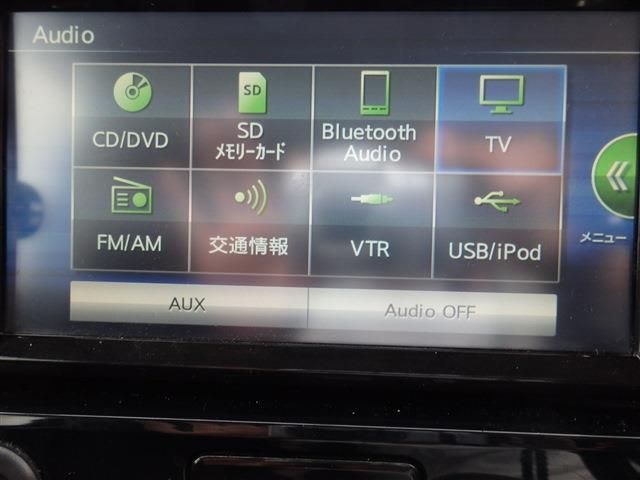 Audio
SD
CD/DVD
SD
ﾒﾓﾘｰｶｰﾄﾞ
Bluetooth
Audio
TV
FM/AM
交通情報
VTR
USB/iPod
メニュー
AUX
Audio OFF